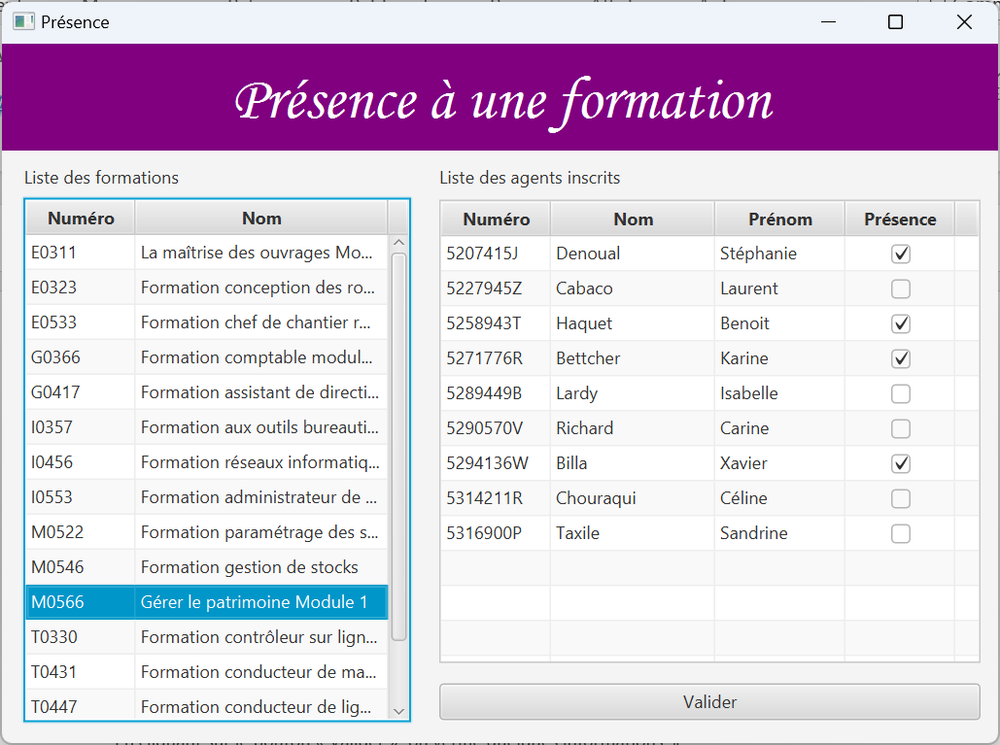 Présence
Présence à une formation
Liste des formations
Numéro Nom
E0311 La maîtrise des ouvrages Mo...
E0323 Formation conception des ro...
E0533 Formation chef de chantier r...
G0366 Formation comptable modul...
G0417 Formation assistant de directi...
I0357 Formation aux outils bureauti...
I0456 Formation réseaux informatiq...
I0553 Formation administrateur de ...
M0522 Formation paramétrage des s...
M0546 Formation gestion de stocks
M0566 Gérer le patrimoine Module 1
T0330 Formation contrôleur sur lign...
T0431 Formation conducteur de ma...
T0447 Formation conducteur de lig...
Liste des agents inscrits
Numéro Nom Prénom Présence
5207415J Denoual Stéphanie
5227945Z Cabaco Laurent
5258943T Haquet Benoit
5271776R Bettcher Karine
5289449B Lardy Isabelle
5290570V Richard Carine
5294136W Billa Xavier
5314211R Chouraqui Céline
5316900P Taxile Sandrine
Valider